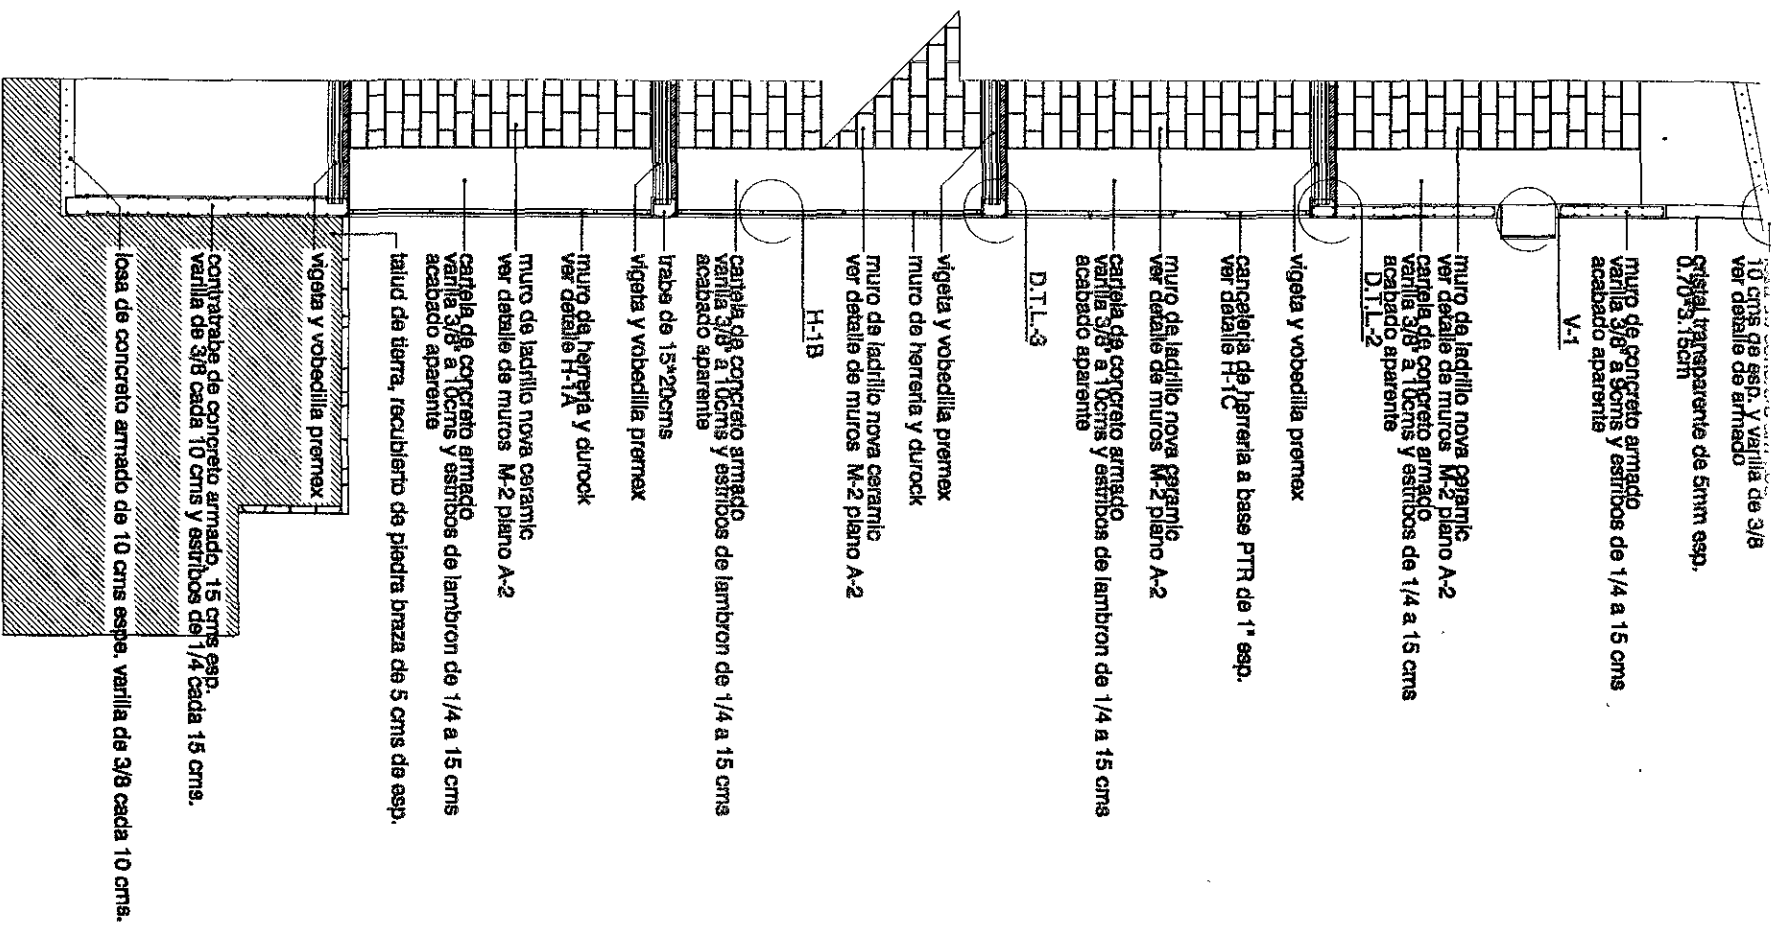 10 cms de esp. y varilla de 3/8
ver detalle de armado
cristal transparente de 5mm esp.
0.70*3.15cm
muro de concreto armado
varilla 3/8" a 9cms y estribos de 1/4 a 15 cms
acabado aparente
V-1
muro de ladrillo nova ceramic
ver detalle de muros M-2 plano A-2
cartela de concreto armado
varilla 3/8" a 10cms y estribos de 1/4 a 15 cms
acabado aparente
D.T.L.-2
vigeta y vobedilla premex
canceleria de herreria a base PTR de 1" esp.
ver detalle H-1C
muro de ladrillo nova ceramic
ver detalle de muros M-2 plano A-2
cartela de concreto armado
varilla 3/8" a 10cms y estribos de lambron de 1/4 a 15 cms
acabado aparente
D.T.L.-3
vigeta y vobedilla premex
muro de herreria y durock
muro de ladrillo nova ceramic
ver detalle de muros M-2 plano A-2
H-1B
cartela de concreto armado
varilla 3/8" a 10cms y estribos de lambron de 1/4 a 15 cms
acabado aparente
trabe de 15*20cms
vigeta y vobedilla premex
muro de herreria y durock
ver detalle H-1A
muro de ladrillo nova ceramic
ver detalle de muros M-2 plano A-2
cartela de concreto armado
varilla 3/8" a 10cms y estribos de lambron de 1/4 a 15 cms
acabado aparente
talud de tierra, recubierto de piedra braza de 5 cms de esp.
vigeta y vobedilla premex
contratrabe de concreto armado, 15 cms esp.
varilla de 3/8 cada 10 cms y estribos de 1/4 cada 15 cms.
losa de concreto armado de 10 cms espe. varilla de 3/8 cada 10 cms.